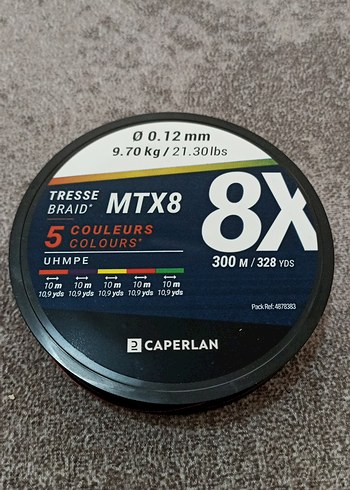 Ø 0.12 mm
9.70 kg / 21.30 lbs
TRESSE
BRAID*
MTX8
8X
5 COULEURS
COLOURS*
300 M / 328 YDS
UHMPE
10 m 10 m 10 m 10 m 10 m
10,9 yds 10,9 yds 10,9 yds 10,9 yds 10,9 yds
Pack Ref: 4878383
CAPERLAN